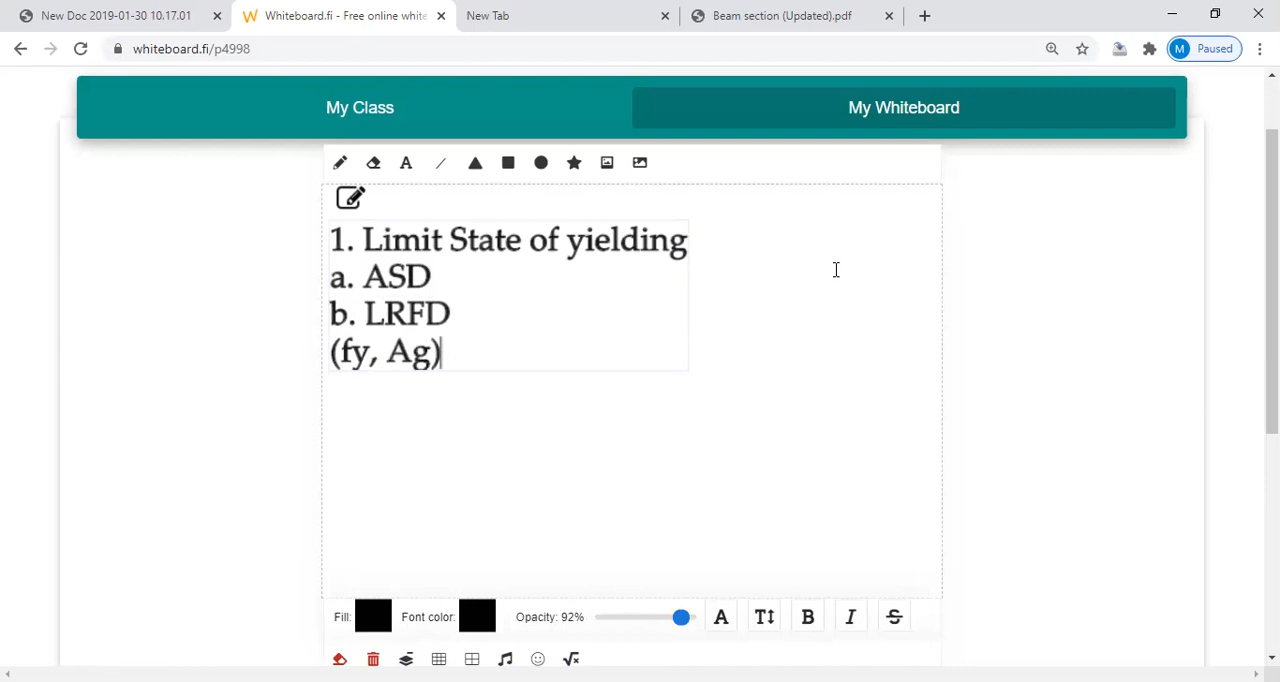 New Doc 2019-01-30 10.17.01
Whiteboard.fi - Free online white
New Tab
Beam section (Updated).pdf
whiteboard.fi/p4998
M Paused
My Class
My Whiteboard
A
1. Limit State of yielding
a. ASD
b. LRFD
(fy, Ag)
Fill:
Font color:
Opacity: 92%
A T B I S